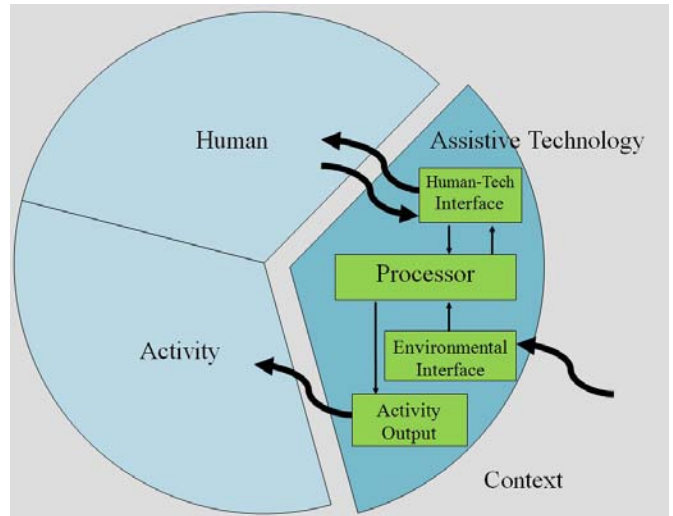 Human
Assistive Technology
Human-Tech
Interface
Processor
Activity
Environmental
Interface
Activity
Output
Context